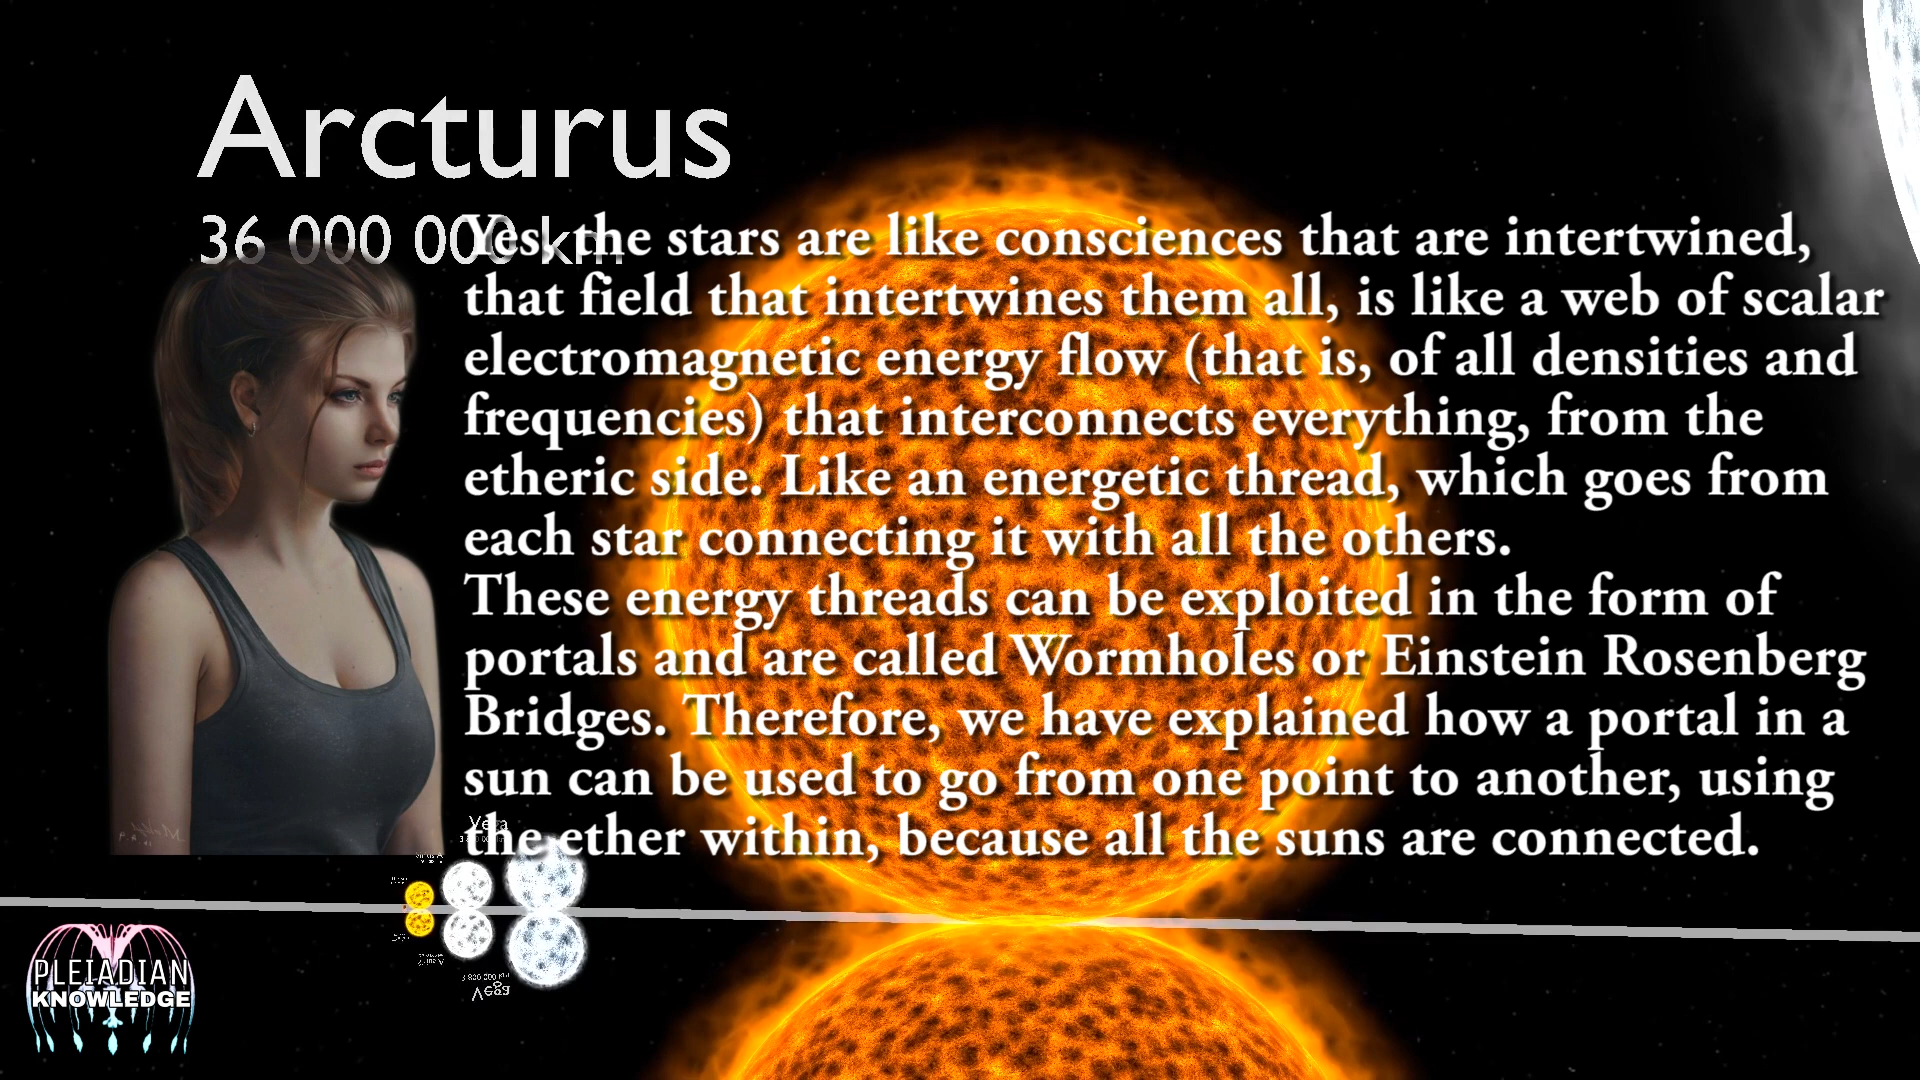 Arcturus
36 000 000 km
Yes, the stars are like consciences that are intertwined,
that field that intertwines them all, is like a web of scalar
electromagnetic energy flow (that is, of all densities and
frequencies) that interconnects everything, from the
etheric side. Like an energetic thread, which goes from
each star connecting it with all the others.
These energy threads can be exploited in the form of
portals and are called Wormholes or Einstein Rosenberg
Bridges. Therefore, we have explained how a portal in a
sun can be used to go from one point to another, using
the ether within, because all the suns are connected.
Vega
PLEIADIAN
KNOWLEDGE
3 800 000 km
Vega